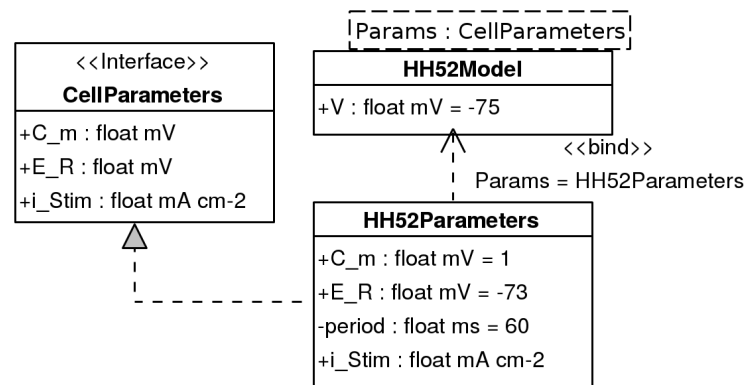 Params : CellParameters
<<Interface>>
CellParameters
+C_m : float mV
+E_R : float mV
+i_Stim : float mA cm-2
HH52Model
+V : float mV = -75
<<bind>>
Params = HH52Parameters
HH52Parameters
+C_m : float mV = 1
+E_R : float mV = -73
-period : float ms = 60
+i_Stim : float mA cm-2